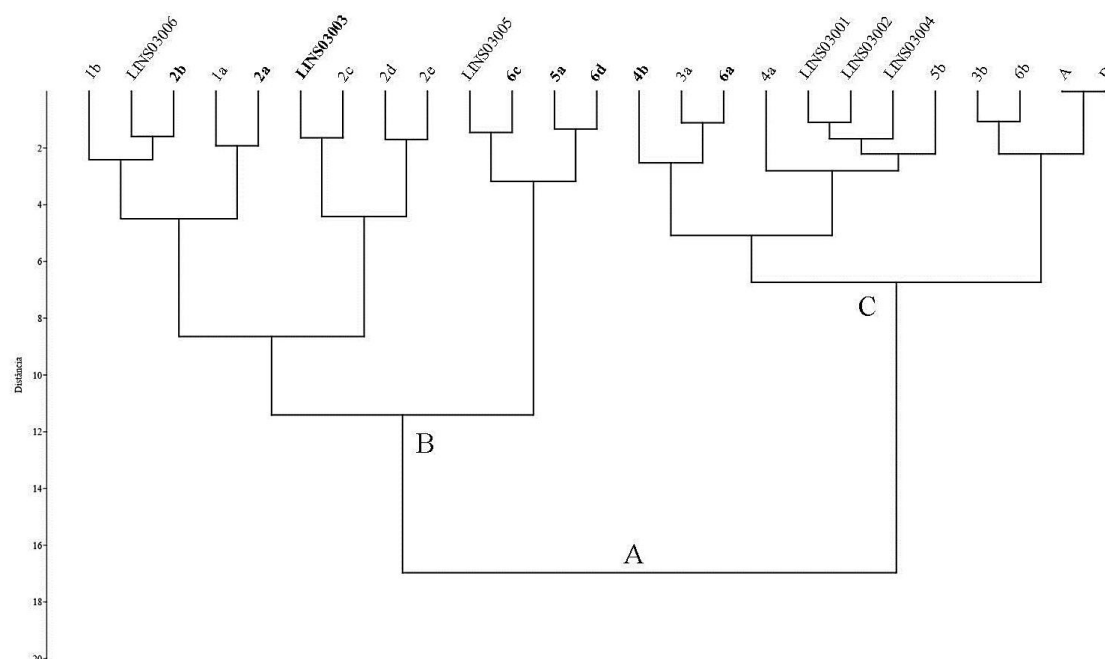 1b
LINS03006
2b
1a
2a
LINS03003
2c
2d
2e
LINS03005
6c
5a
6d
4b
3a
6a
4a
LINS03001
LINS03002
LINS03004
5b
3b
6b
A
2
4
6
8
10
12
14
16
18
20
Distância
C
B
A